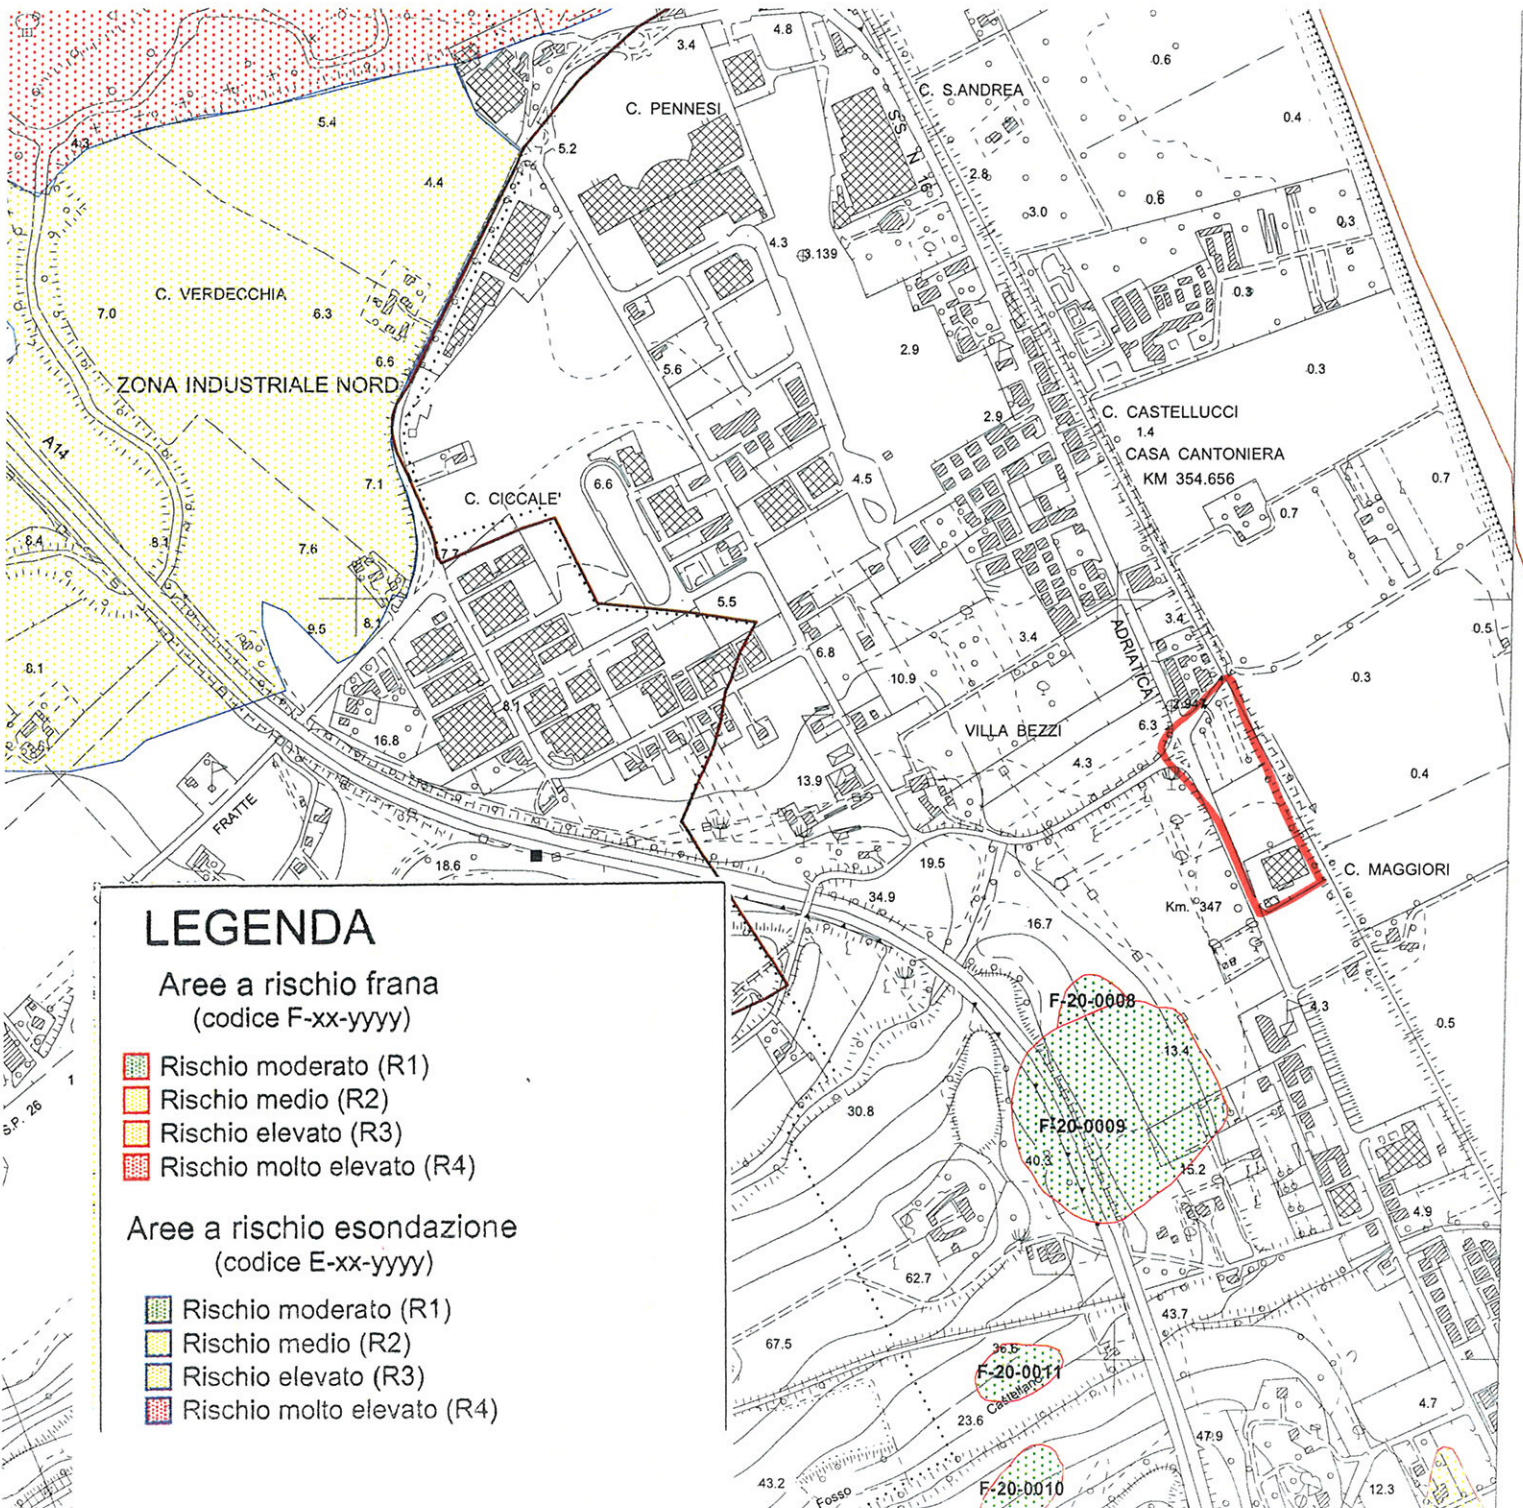 3.4
4.8
C. PENNESI
C. S.ANDREA
0.6
5.4
4.3
5.2
0.4
S.S. N 16
4.4
2.8
3.0
0.6
0.3
4.3
3.139
C. VERDECCHIA
7.0
6.3
0.3
2.9
6.6
5.6
0.3
ZONA INDUSTRIALE NORD
2.9
C. CASTELLUCCI
1.4
CASA CANTONIERA
KM 354.656
A14
7.1
6.6
4.5
0.7
C. CICCALE'
0.7
8.4
8.1
7.6
7.7
5.5
9.5
8.1
3.4
3.4
0.5
ADRIATICA
6.8
8.1
10.9
0.3
8.1
VILLA BEZZI
6.3
16.8
4.3
0.4
13.9
FRATTE
18.6
19.5
C. MAGGIORI
34.9
Km. 347
16.7
LEGENDA
Aree a rischio frana
(codice F-xx-yyyy)
Rischio moderato (R1)
Rischio medio (R2)
Rischio elevato (R3)
Rischio molto elevato (R4)
Aree a rischio esondazione
(codice E-xx-yyyy)
Rischio moderato (R1)
Rischio medio (R2)
Rischio elevato (R3)
Rischio molto elevato (R4)
S.P. 26
F-20-0008
4.3
0.5
13.4
30.8
F-20-0009
40.3
15.2
4.9
62.7
43.7
67.5
36.6
F-20-0011
Castellano
23.6
4.7
47.9
43.2
Fosso
F-20-0010
12.3